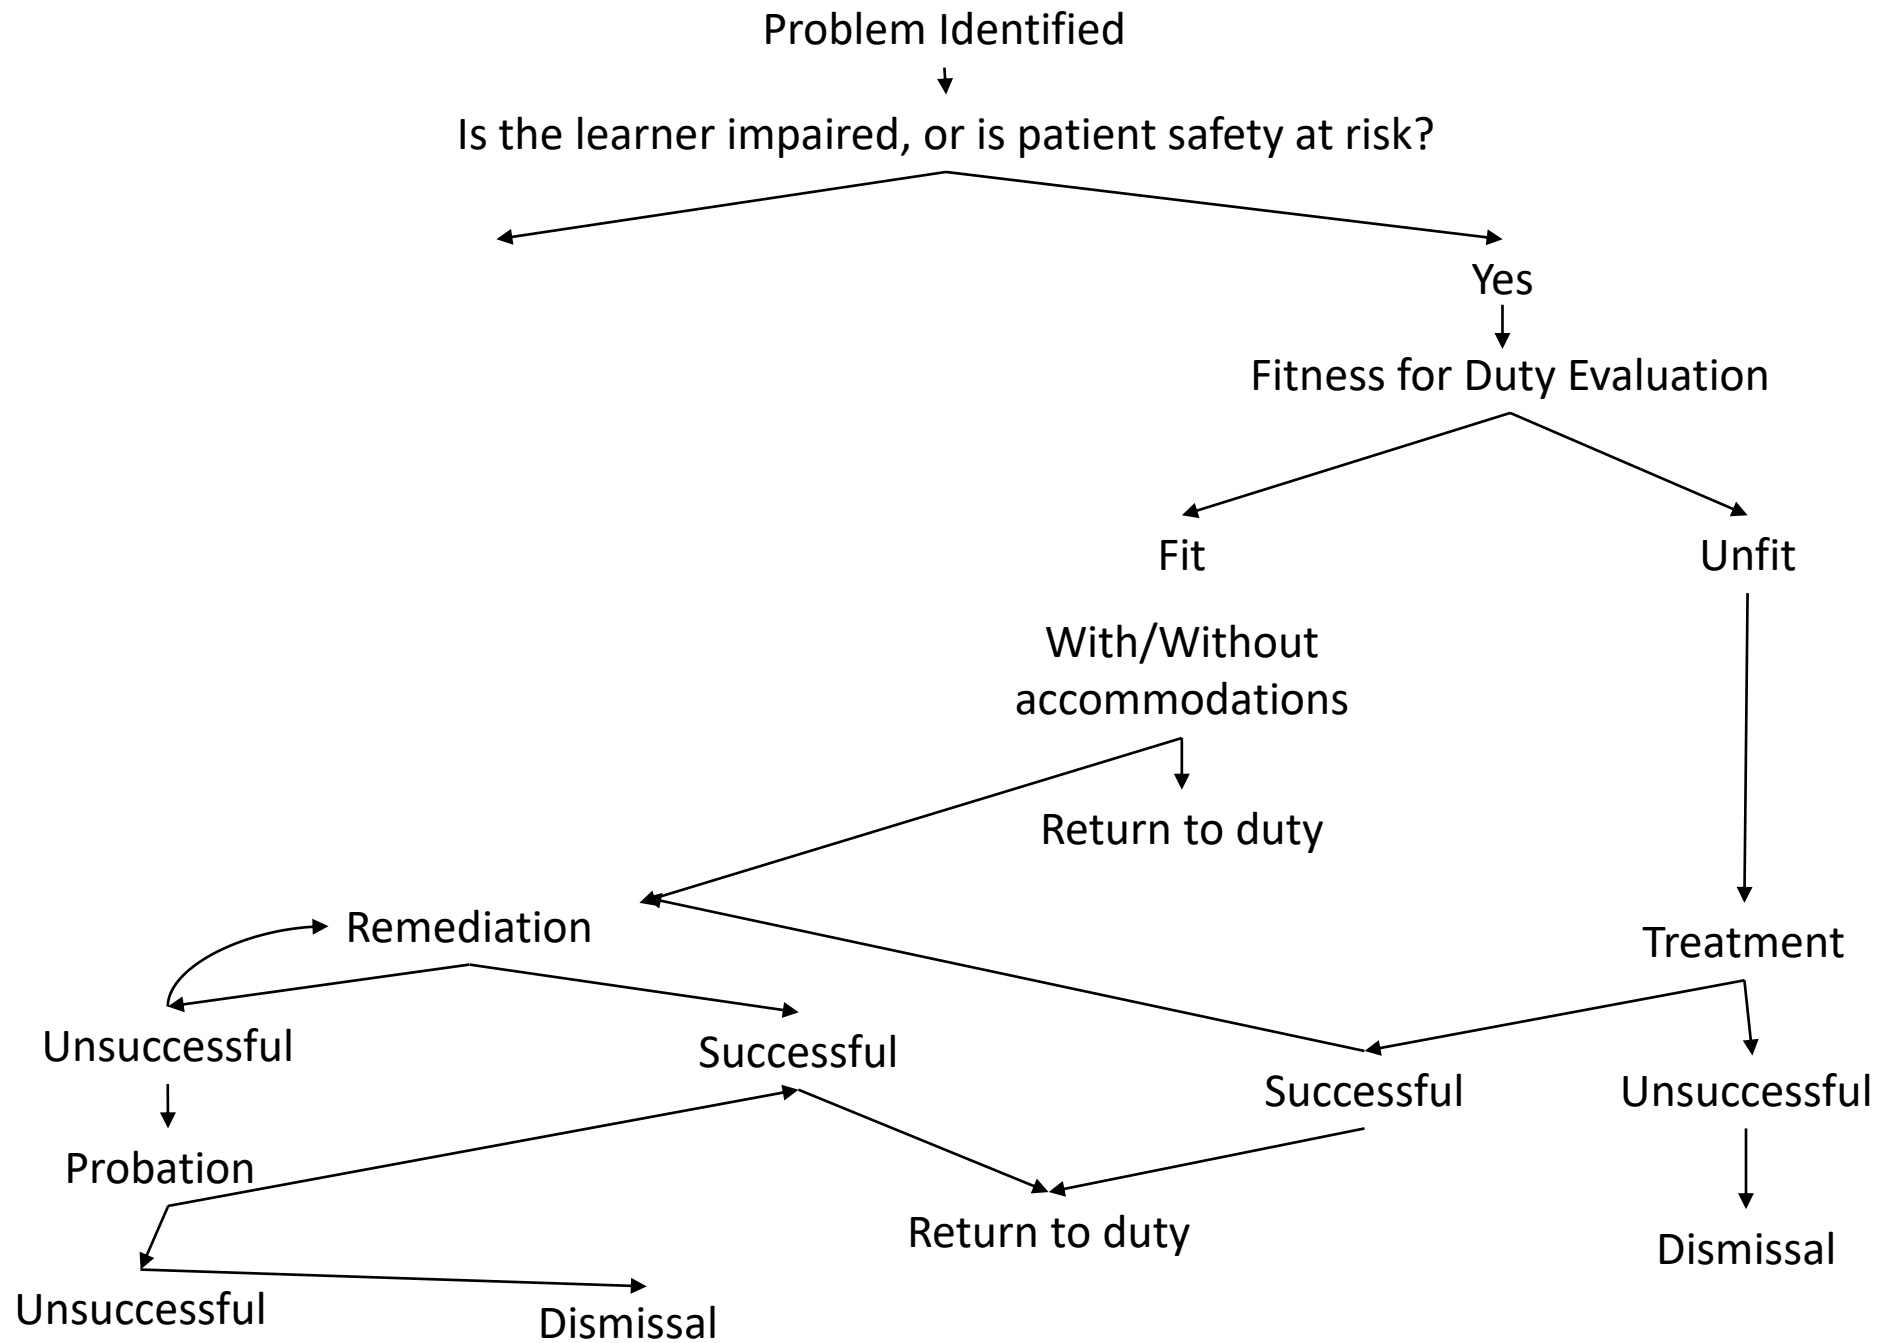 Problem Identified
Is the learner impaired, or is patient safety at risk?
Yes
Fitness for Duty Evaluation
Fit
Unfit
With/Without
accommodations
Return to duty
Remediation
Treatment
Unsuccessful
Successful
Successful
Unsuccessful
Probation
Return to duty
Dismissal
Unsuccessful
Dismissal